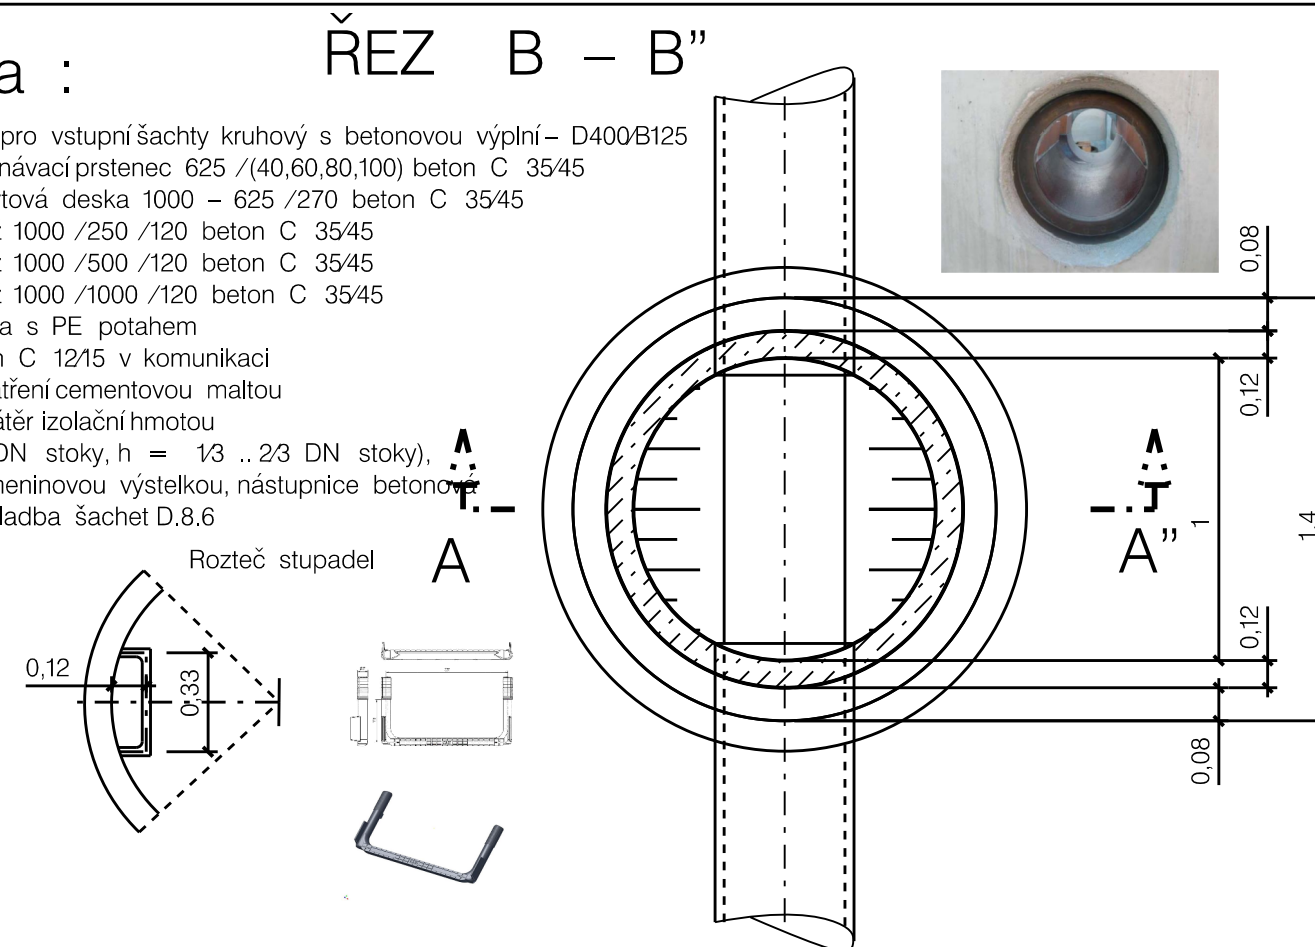 ŘEZ B – B”
a :
pro vstupní šachty kruhový s betonovou výplní – D400/B125
návací prstenec 625 /(40,60,80,100) beton C 35/45
tová deska 1000 – 625 /270 beton C 35/45
1000 /250 /120 beton C 35/45
1000 /500 /120 beton C 35/45
1000 /1000 /120 beton C 35/45
a s PE potahem
C 12/15 v komunikaci
tření cementovou maltou
átěr izolační hmotou
DN stoky, h = 1/3 .. 2/3 DN stoky),
meninovou výstelkou, nástupnice betonová
ladba šachet D.8.6
Rozteč stupadel
A
A”
0,12
0,33
0,08
0,12
1
1,4
0,12
0,08